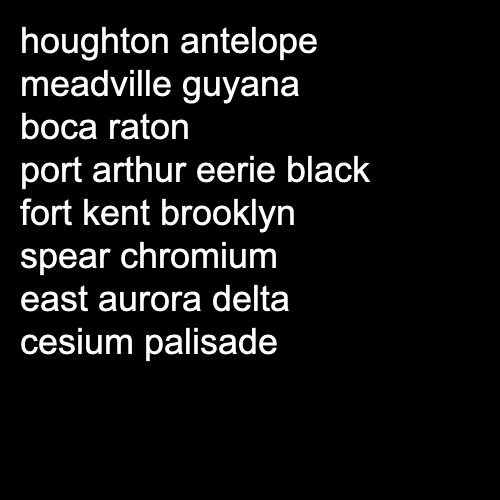 houghton antelope
meadville guyana
boca raton
port arthur eerie black
fort kent brooklyn
spear chromium
east aurora delta
cesium palisade